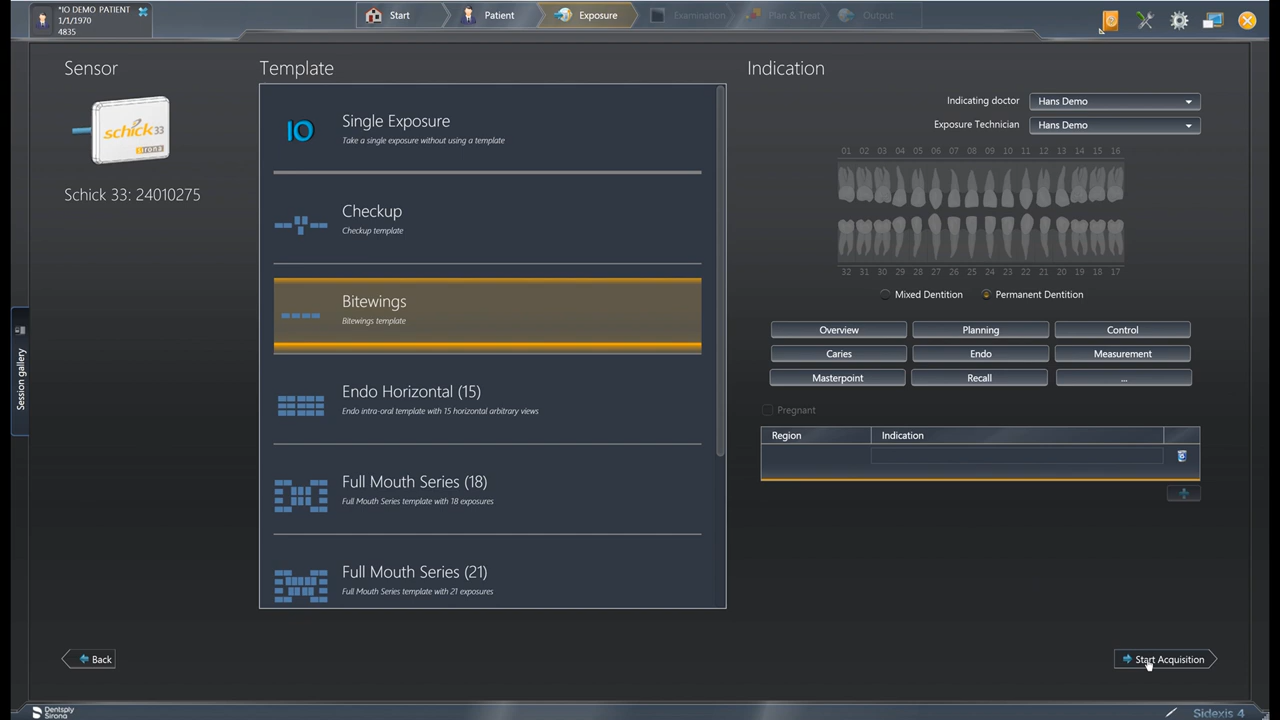 *IO DEMO PATIENT
1/1/1970
4835
Start
Patient
Exposure
Examination
Plan & Treat
Output
Sensor
schick 33
sirona
Schick 33: 24010275
Session gallery
Template
IO
Single Exposure
Take a single exposure without using a template
Checkup
Checkup template
Bitewings
Bitewings template
Endo Horizontal (15)
Endo intra-oral template with 15 horizontal arbitrary views
Full Mouth Series (18)
Full Mouth Series template with 18 exposures
Full Mouth Series (21)
Full Mouth Series template with 21 exposures
Indication
Indicating doctor Hans Demo
Exposure Technician Hans Demo
01 02 03 04 05 06 07 08 09 10 11 12 13 14 15 16
32 31 30 29 28 27 26 25 24 23 22 21 20 19 18 17
Mixed Dentition Permanent Dentition
Overview Planning Control
Caries Endo Measurement
Masterpoint Recall ...
Pregnant
Region Indication
Back
Start Acquisition
Dentsply
Sirona
Sidexis 4